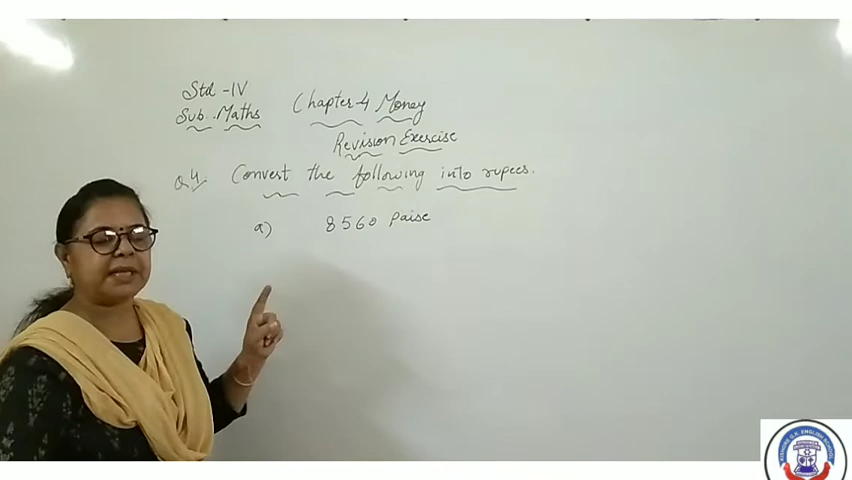 Std - IV
Sub. Maths
Chapter-4 Money
Revision Exercise
Q.4. Convert the following into rupees.
a) 8560 Paise